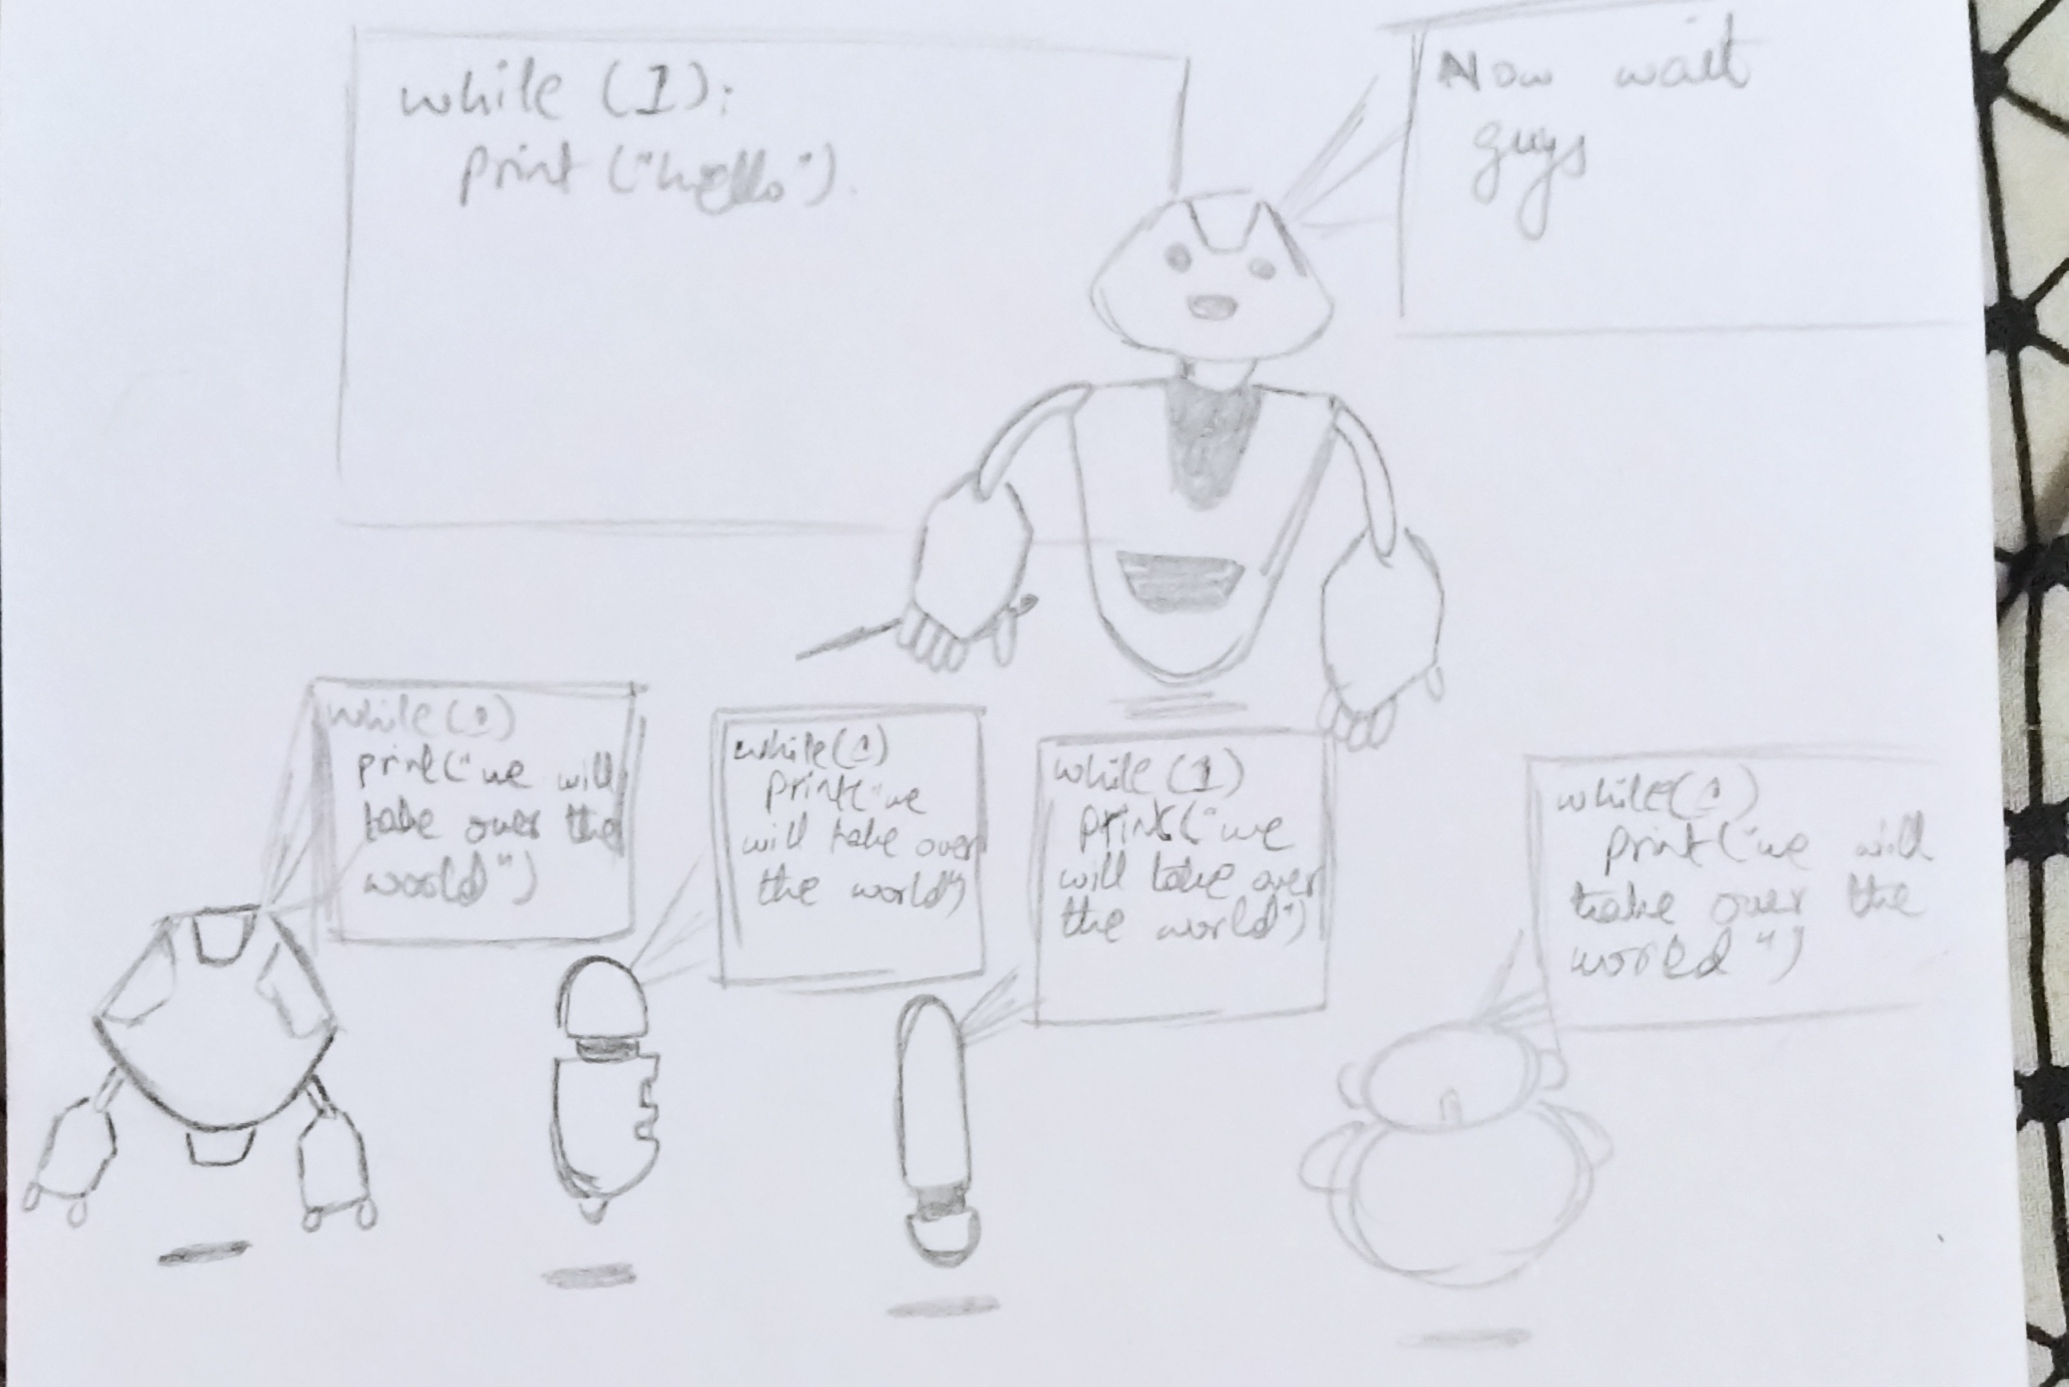 while (1):
print ("hello").
Now wait
guys
while (1)
print("we will
take over the
world")
while (1)
print("we
will take over
the world")
while (1)
print("we
will take over
the world")
while (1)
print("we will
take over the
world")